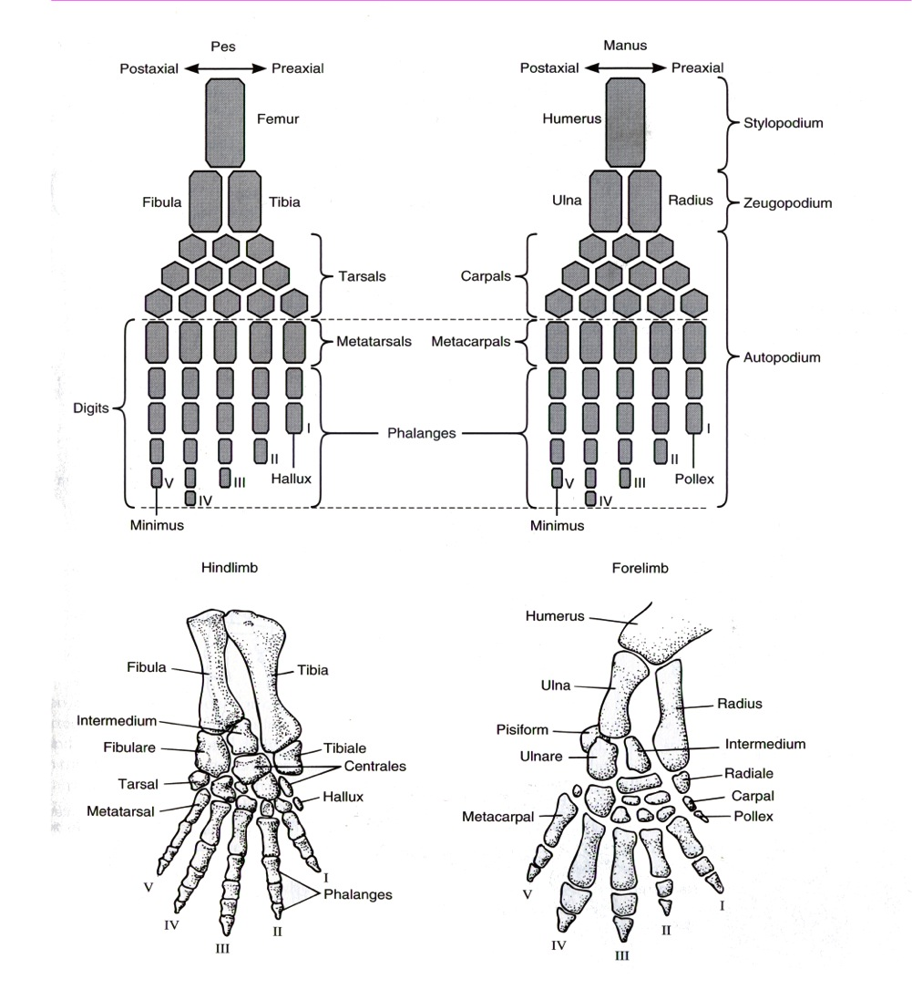 Pes
Manus
Postaxial Preaxial
Postaxial Preaxial
Femur
Humerus
Stylopodium
Fibula
Tibia
Ulna
Radius
Zeugopodium
Tarsals
Carpals
Metatarsals
Metacarpals
Autopodium
Digits
Phalanges
I
I
II
II
Hallux
Pollex
V
III
V
III
IV
IV
Minimus
Minimus
Hindlimb
Forelimb
Humerus
Fibula
Tibia
Ulna
Radius
Intermedium
Pisiform
Fibulare
Tibiale
Intermedium
Ulnare
Centrales
Radiale
Tarsal
Hallux
Carpal
Metatarsal
Metacarpal
Pollex
I
V
Phalanges
V
I
IV
II
II
III
IV
III